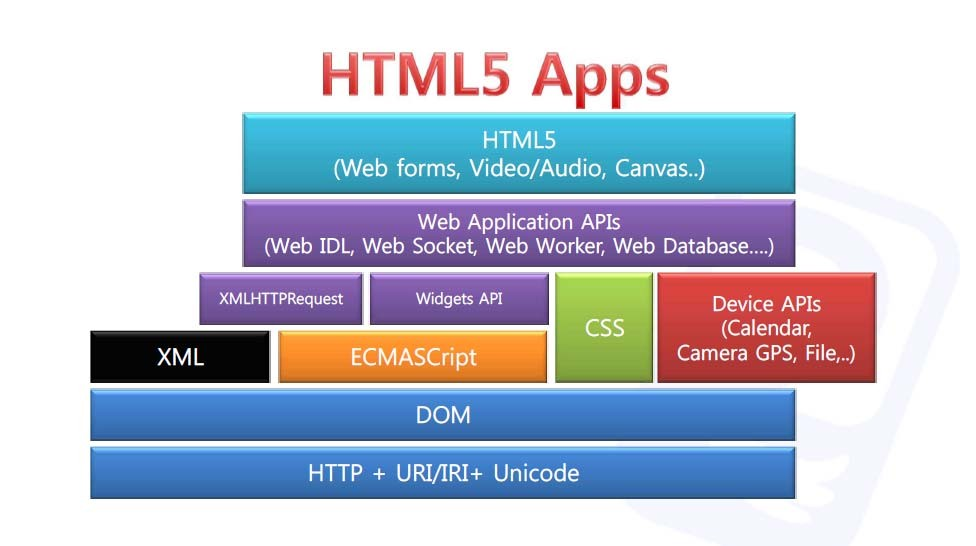 HTML5 Apps
HTML5
(Web forms, Video/Audio, Canvas..)
Web Application APIs
(Web IDL, Web Socket, Web Worker, Web Database....)
XMLHTTPRequest
Widgets API
CSS
Device APIs
(Calendar,
Camera GPS, File,..)
XML
ECMASCript
DOM
HTTP + URI/IRI+ Unicode